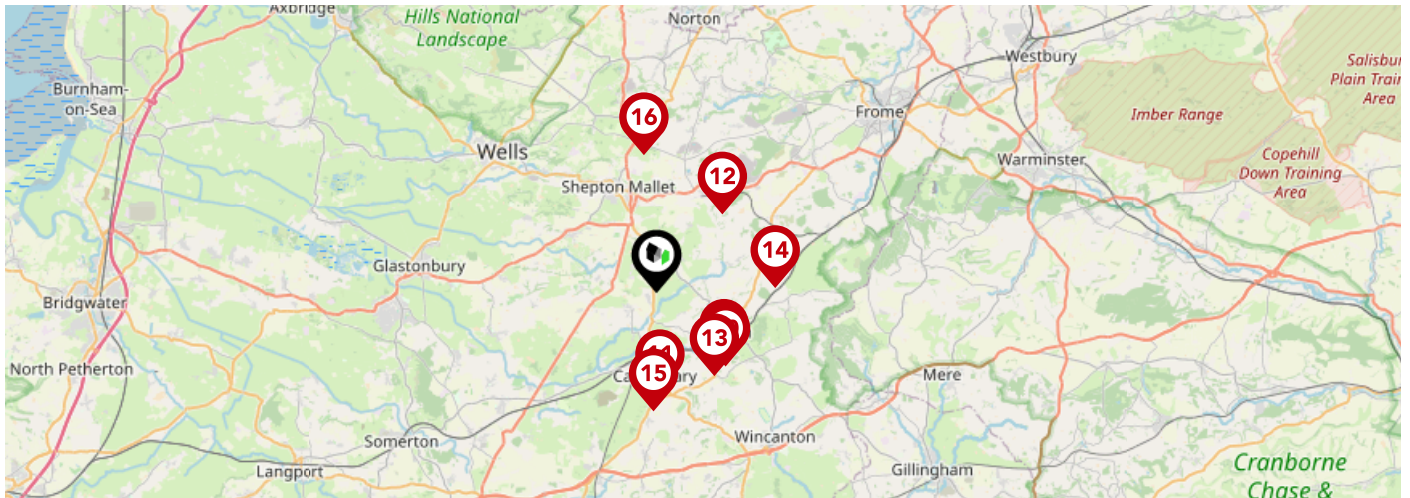 Axbridge
Hills National
Landscape
Norton
Westbury
Salisbu
Plain Train
Area
Burnham-
on-Sea
16
Frome
Imber Range
Wells
Copehill
Down Training
Area
Warminster
Shepton Mallet
12
14
Glastonbury
Bridgwater
13
15
North Petherton
Mere
Wincanton
Somerton
Langport
Gillingham
Cranborne
Chase &